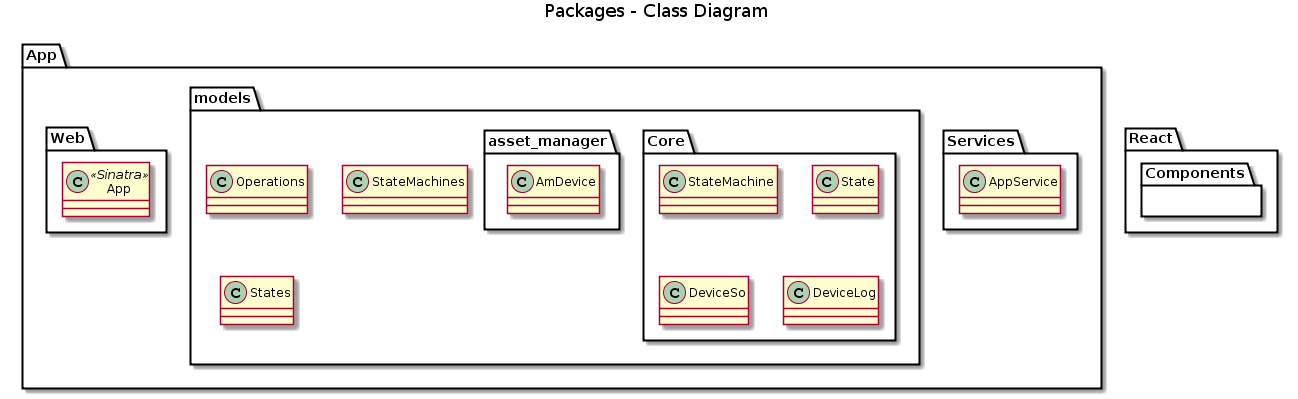 Packages - Class Diagram
App
Web
C «Sinatra»
App
models
C Operations
C StateMachines
C States
asset_manager
C AmDevice
Core
C StateMachine
C State
C DeviceSo
C DeviceLog
Services
C AppService
React
Components